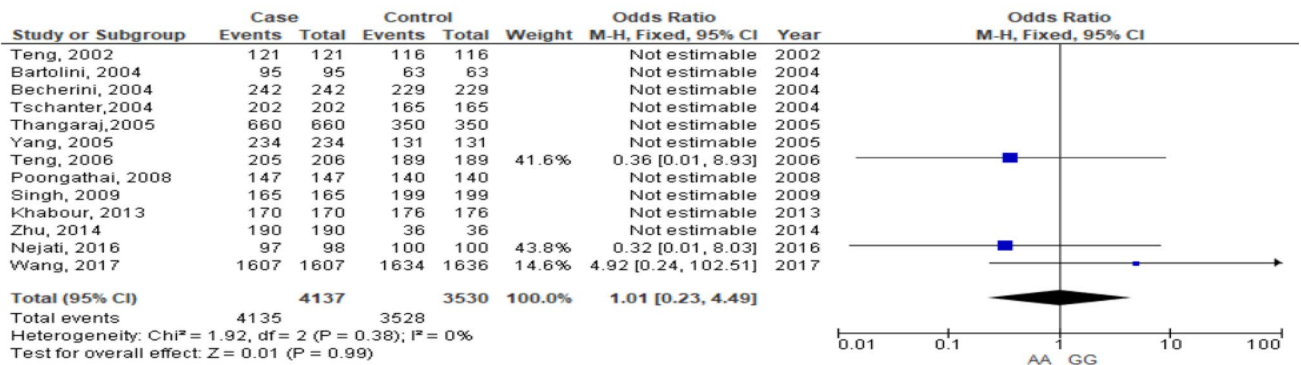 Case Control Odds Ratio Odds Ratio
Study or Subgroup Events Total Events Total Weight M-H, Fixed, 95% CI Year M-H, Fixed, 95% CI
Teng, 2002 121 121 116 116 Not estimable 2002
Bartolini, 2004 95 95 63 63 Not estimable 2004
Becherini, 2004 242 242 229 229 Not estimable 2004
Tschanter,2004 202 202 165 165 Not estimable 2004
Thangaraj,2005 660 660 350 350 Not estimable 2005
Yang, 2005 234 234 131 131 Not estimable 2005
Teng, 2006 205 206 189 189 41.6% 0.36 [0.01, 8.93] 2006
Poongathai, 2008 147 147 140 140 Not estimable 2008
Singh, 2009 165 165 199 199 Not estimable 2009
Khabour, 2013 170 170 176 176 Not estimable 2013
Zhu, 2014 190 190 36 36 Not estimable 2014
Nejati, 2016 97 98 100 100 43.8% 0.32 [0.01, 8.03] 2016
Wang, 2017 1607 1607 1634 1636 14.6% 4.92 [0.24, 102.51] 2017
Total (95% CI) 4137 3530 100.0% 1.01 [0.23, 4.49]
Total events 4135 3528
Heterogeneity: Chi² = 1.92, df = 2 (P = 0.38); I² = 0%
Test for overall effect: Z = 0.01 (P = 0.99)
0.01 0.1 1 10 100
AA GG